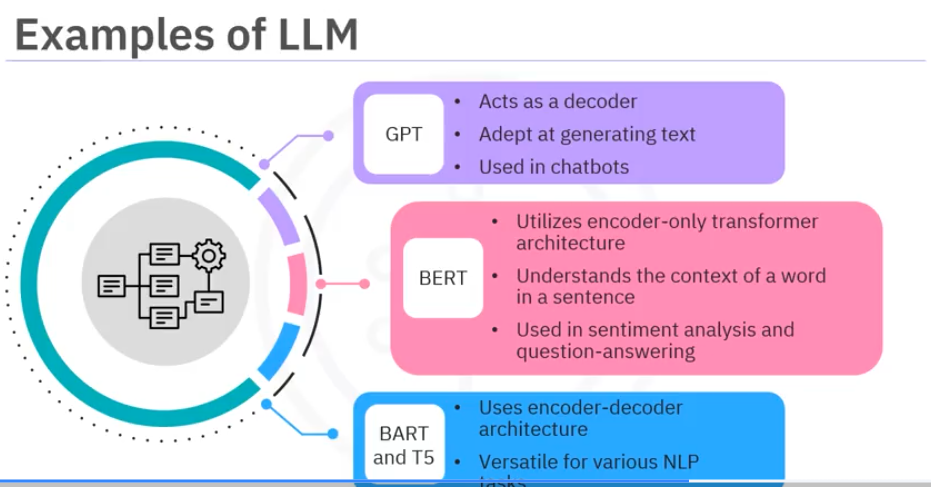 Examples of LLM
GPT
• Acts as a decoder
• Adept at generating text
• Used in chatbots
BERT
• Utilizes encoder-only transformer
architecture
• Understands the context of a word
in a sentence
• Used in sentiment analysis and
question-answering
BART
and T5
• Uses encoder-decoder
architecture
• Versatile for various NLP
tasks